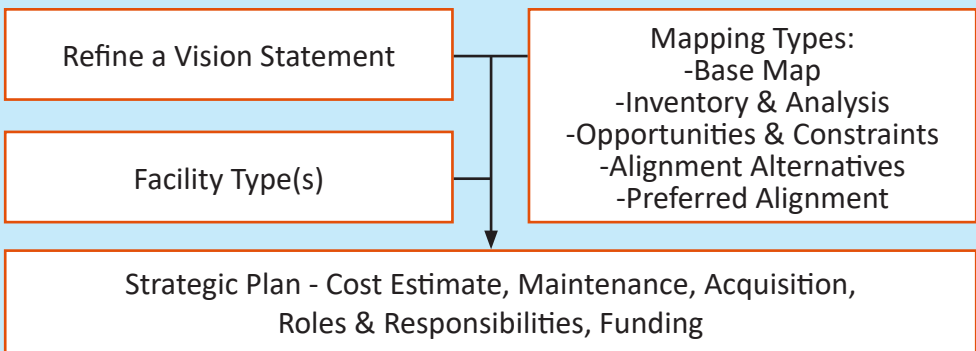 Refine a Vision Statement
Facility Type(s)
Mapping Types:
-Base Map
-Inventory & Analysis
-Opportunities & Constraints
-Alignment Alternatives
-Preferred Alignment
Strategic Plan - Cost Estimate, Maintenance, Acquisition,
Roles & Responsibilities, Funding